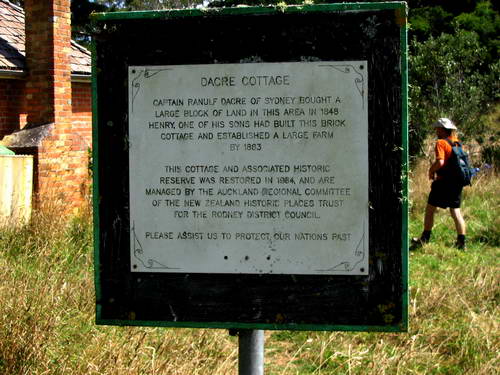 DACRE COTTAGE
CAPTAIN RANULF DACRE OF SYDNEY BOUGHT A
LARGE BLOCK OF LAND IN THIS AREA IN 1848
HENRY, ONE OF HIS SONS HAD BUILT THIS BRICK
COTTAGE AND ESTABLISHED A LARGE FARM
BY 1863
THIS COTTAGE AND ASSOCIATED HISTORIC
RESERVE WAS RESTORED IN 1984, AND ARE
MANAGED BY THE AUCKLAND REGIONAL COMMITTEE
OF THE NEW ZEALAND HISTORIC PLACES TRUST
FOR THE RODNEY DISTRICT COUNCIL.
PLEASE ASSIST US TO PROTECT OUR NATIONS PAST